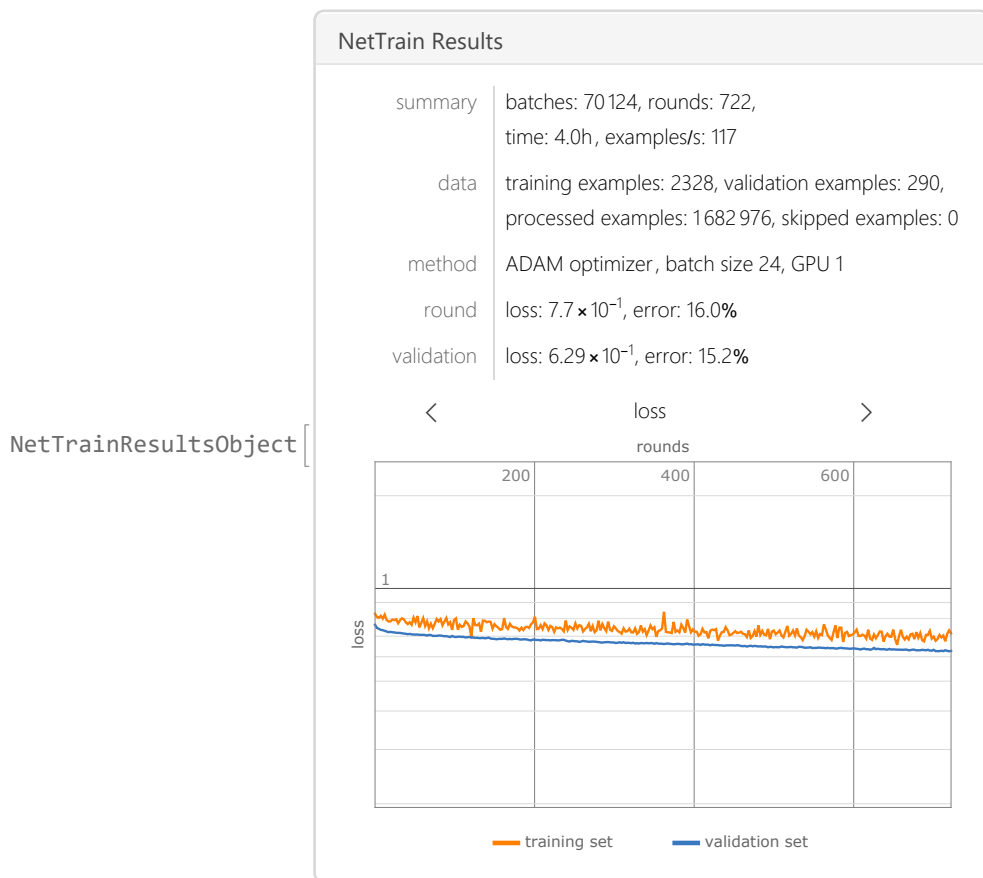 NetTrain Results
summary
batches: 70 124, rounds: 722,
time: 4.0h, examples/s: 117
data
training examples: 2328, validation examples: 290,
processed examples: 1 682 976, skipped examples: 0
method
ADAM optimizer, batch size 24, GPU 1
round
loss: 7.7 × 10⁻¹, error: 16.0%
validation
loss: 6.29 × 10⁻¹, error: 15.2%
< loss >
NetTrainResultsObject[
rounds
200 400 600
1
loss
training set validation set